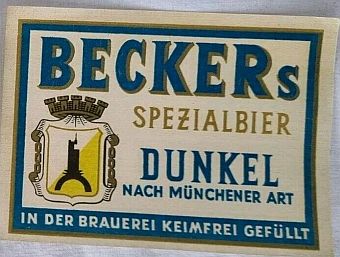 BECKERs
SPEZIALBIER
DUNKEL
NACH MÜNCHENER ART
IN DER BRAUEREI KEIMFREI GEFÜLLT